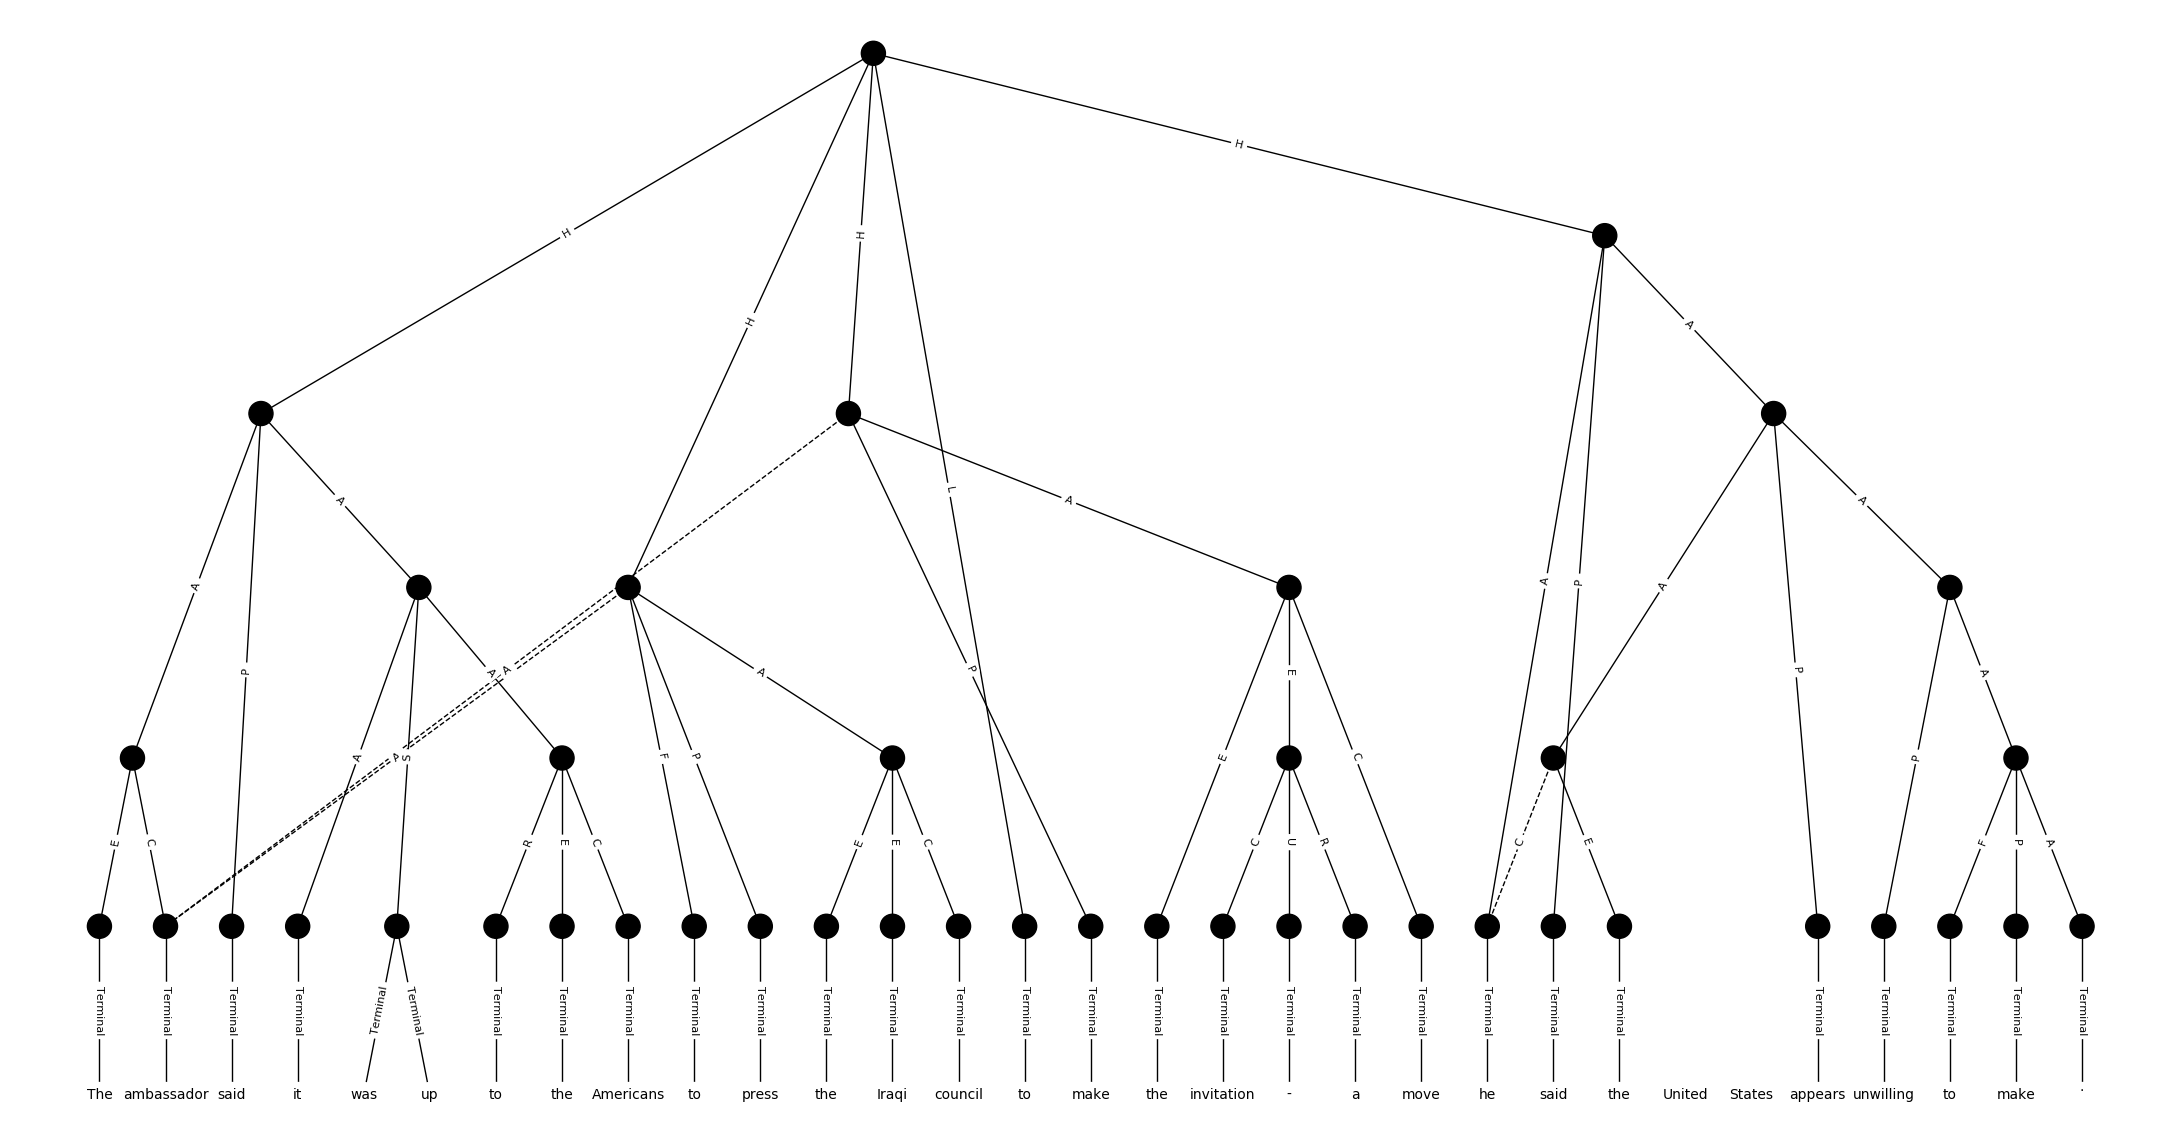 H
H
H
H
A
A
A
L
A
A
A
P
A
P
A
P
A A
A
E
P
P
A
A
A
S
F
P
E
C
P
E
C
R
E
C
E
E
C
C
U
R
C
E
F
P
A
Terminal Terminal Terminal Terminal Terminal Terminal Terminal Terminal Terminal Terminal Terminal Terminal Terminal Terminal Terminal Terminal Terminal Terminal Terminal Terminal Terminal Terminal Terminal Terminal Terminal Terminal Terminal Terminal Terminal Terminal
The ambassador said it was up to the Americans to press the Iraqi council to make the invitation - a move he said the United States appears unwilling to make .